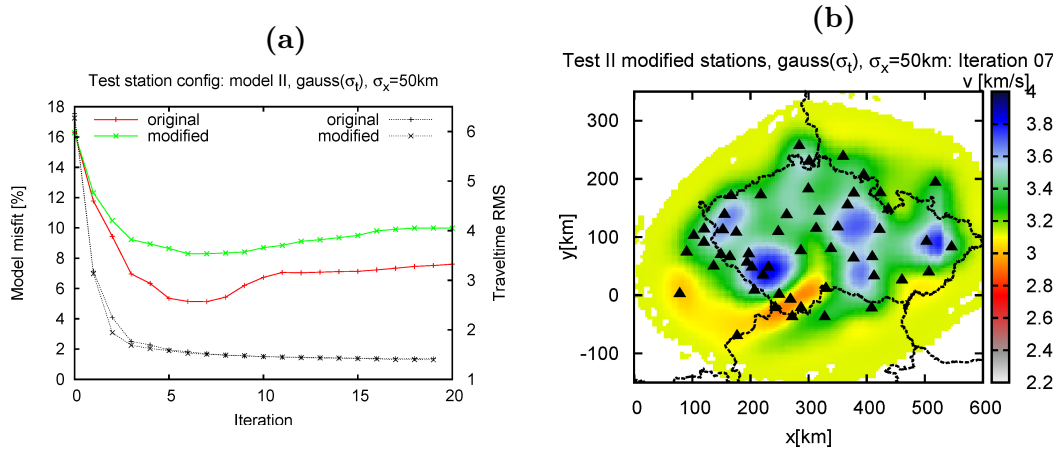 (a)
Test station config: model II, gauss(σt), σx=50km
original
modified
original
modified
18
16
14
12
10
8
6
4
2
0
Model misfit [%]
6
5
4
3
2
1
Traveltime RMS
0 5 10 15 20
Iteration
(b)
Test II modified stations, gauss(σt), σx=50km: Iteration 07
v [km/s]
300
200
100
0
-100
y[km]
0 100 200 300 400 500 600
x[km]
4
3.8
3.6
3.4
3.2
3
2.8
2.6
2.4
2.2